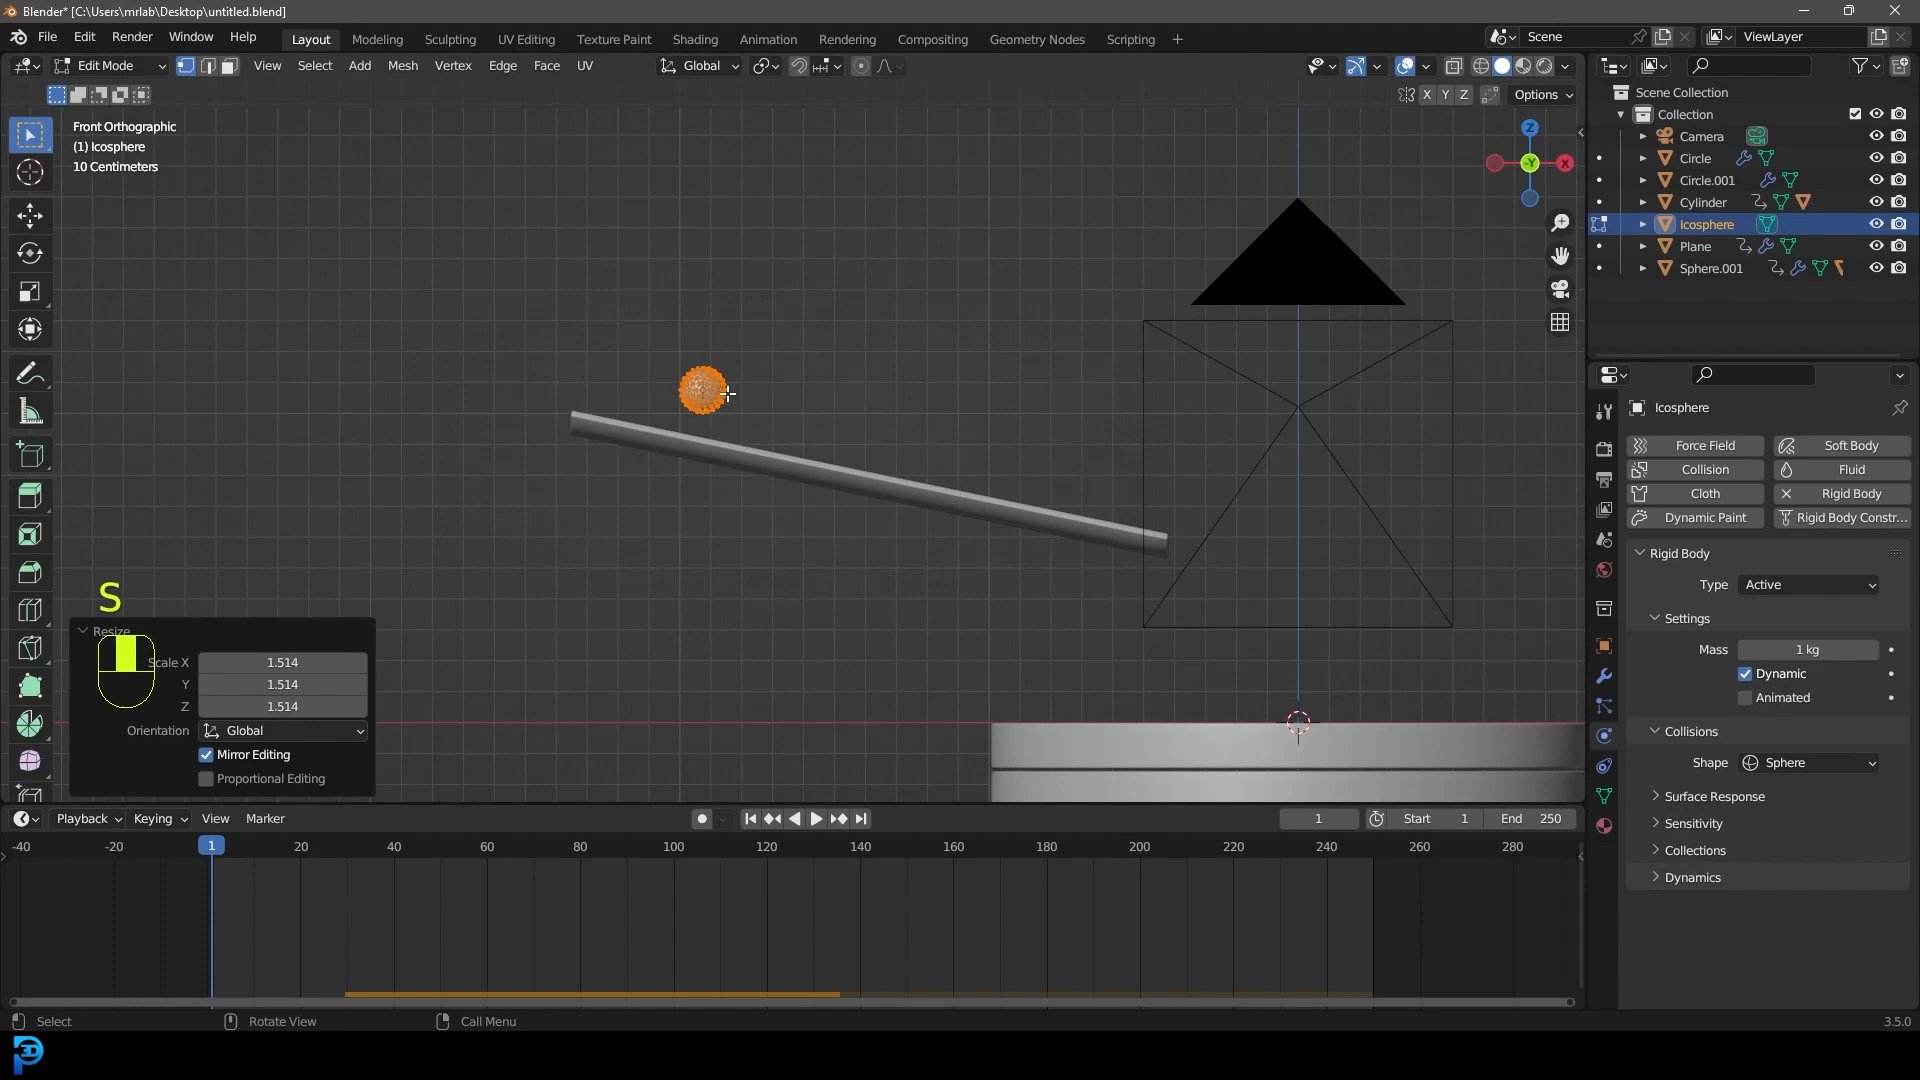 Blender* [C:\Users\mrlab\Desktop\untitled.blend]
File Edit Render Window Help
Layout Modeling Sculpting UV Editing Texture Paint Shading Animation Rendering Compositing Geometry Nodes Scripting +
Scene
ViewLayer
Edit Mode
View Select Add Mesh Vertex Edge Face UV
Global
X Y Z
Options
Front Orthographic
(1) Icosphere
10 Centimeters
Z
-Y
X
Scene Collection
Collection
Camera
Circle
Circle.001
Cylinder
Icosphere
Plane
Sphere.001
Icosphere
Force Field
Soft Body
Collision
Fluid
Cloth
Rigid Body
Dynamic Paint
Rigid Body Constr...
Rigid Body
Type Active
Settings
Mass 1 kg
Dynamic
Animated
Collisions
Shape Sphere
Surface Response
Sensitivity
Collections
Dynamics
S
Resize
Scale X 1.514
Y 1.514
Z 1.514
Orientation Global
Mirror Editing
Proportional Editing
Playback Keying View Marker
1
Start 1
End 250
-40 -20 1 20 40 60 80 100 120 140 160 180 200 220 240 260 280
Select
Rotate View
Call Menu
3.5.0
3D